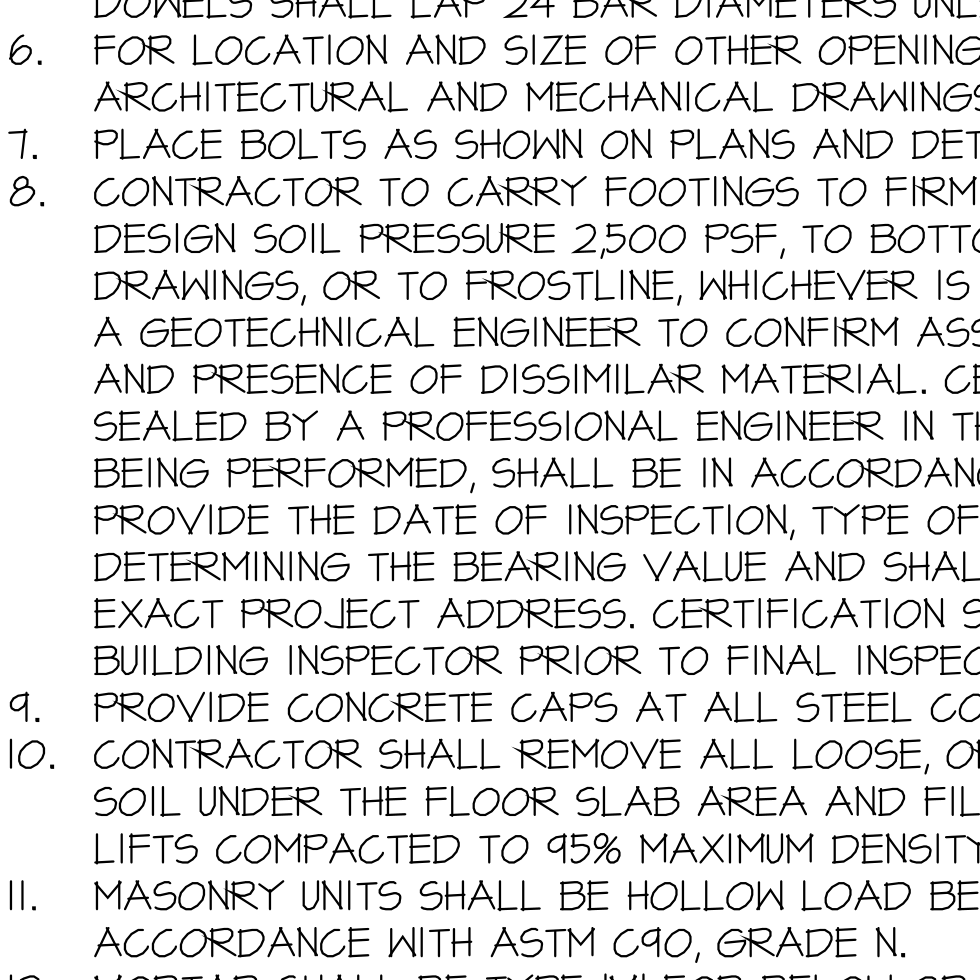 DOWELS SHALL LAP 24 BAR DIAMETERS
6. FOR LOCATION AND SIZE OF OTHER
ARCHITECTURAL AND MECHANICAL DRAWINGS
7. PLACE BOLTS AS SHOWN ON PLANS AND
8. CONTRACTOR TO CARRY FOOTINGS TO FIRM
DESIGN SOIL PRESSURE 2,500 PSF, TO
DRAWINGS, OR TO FROSTLINE, WHICHEVER IS
A GEOTECHNICAL ENGINEER TO CONFIRM
AND PRESENCE OF DISSIMILAR MATERIAL.
SEALED BY A PROFESSIONAL ENGINEER IN
BEING PERFORMED, SHALL BE IN
PROVIDE THE DATE OF INSPECTION, TYPE OF
DETERMINING THE BEARING VALUE AND
EXACT PROJECT ADDRESS. CERTIFICATION
BUILDING INSPECTOR PRIOR TO FINAL
9. PROVIDE CONCRETE CAPS AT ALL STEEL
10. CONTRACTOR SHALL REMOVE ALL LOOSE,
SOIL UNDER THE FLOOR SLAB AREA AND
LIFTS COMPACTED TO 95% MAXIMUM DENSITY
11. MASONRY UNITS SHALL BE HOLLOW LOAD
ACCORDANCE WITH ASTM C90, GRADE N.